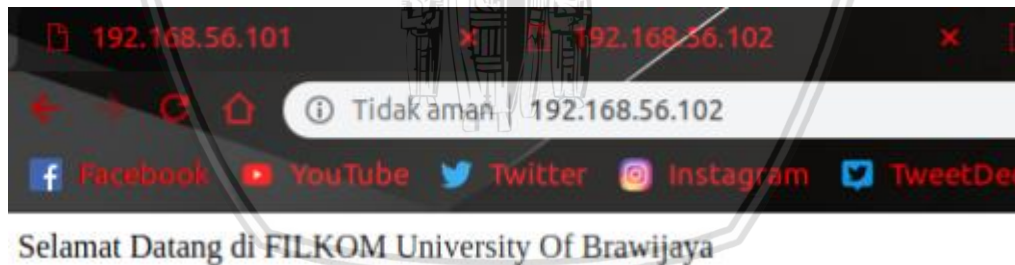 192.168.56.101 192.168.56.102
Tidak aman 192.168.56.102
Facebook YouTube Twitter Instagram
Selamat Datang di FILKOM University Of Brawijaya